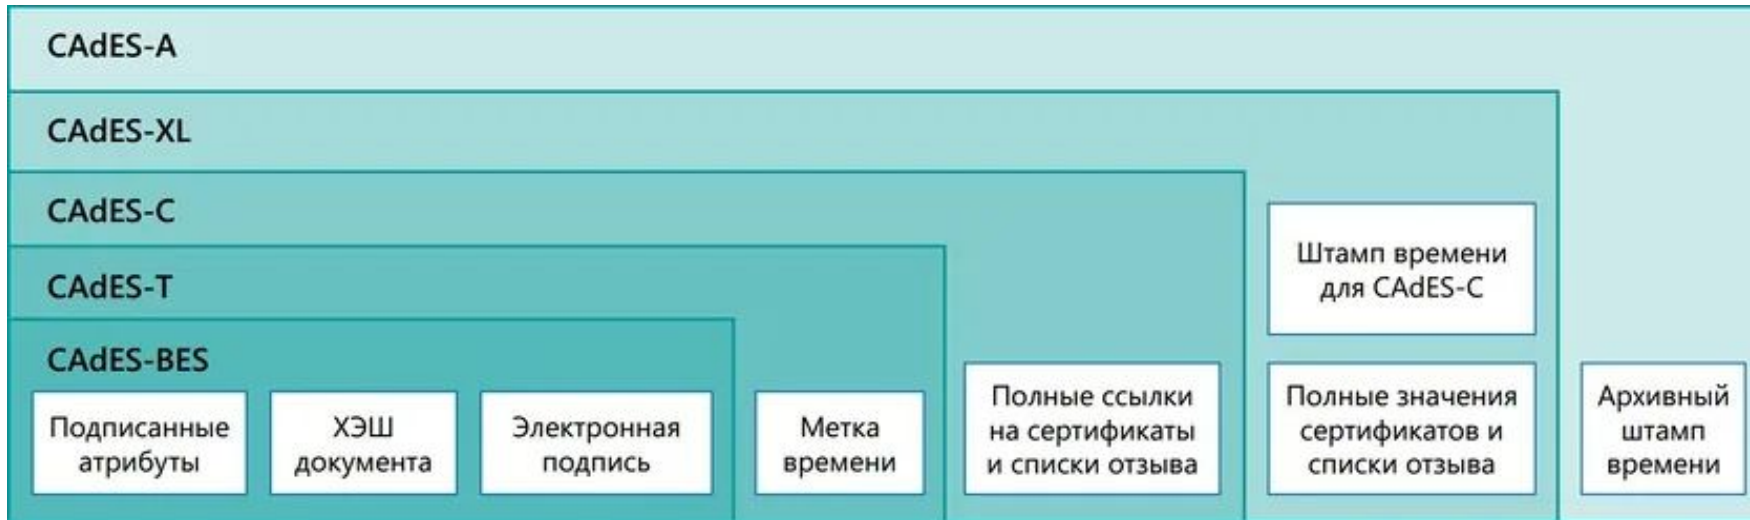 CAdES-A
CAdES-XL
CAdES-C
CAdES-T
CAdES-BES
Подписанные
атрибуты
ХЭШ
документа
Электронная
подпись
Метка
времени
Полные ссылки
на сертификаты
и списки отзыва
Штамп времени
для CAdES-C
Полные значения
сертификатов и
списки отзыва
Архивный
штамп
времени